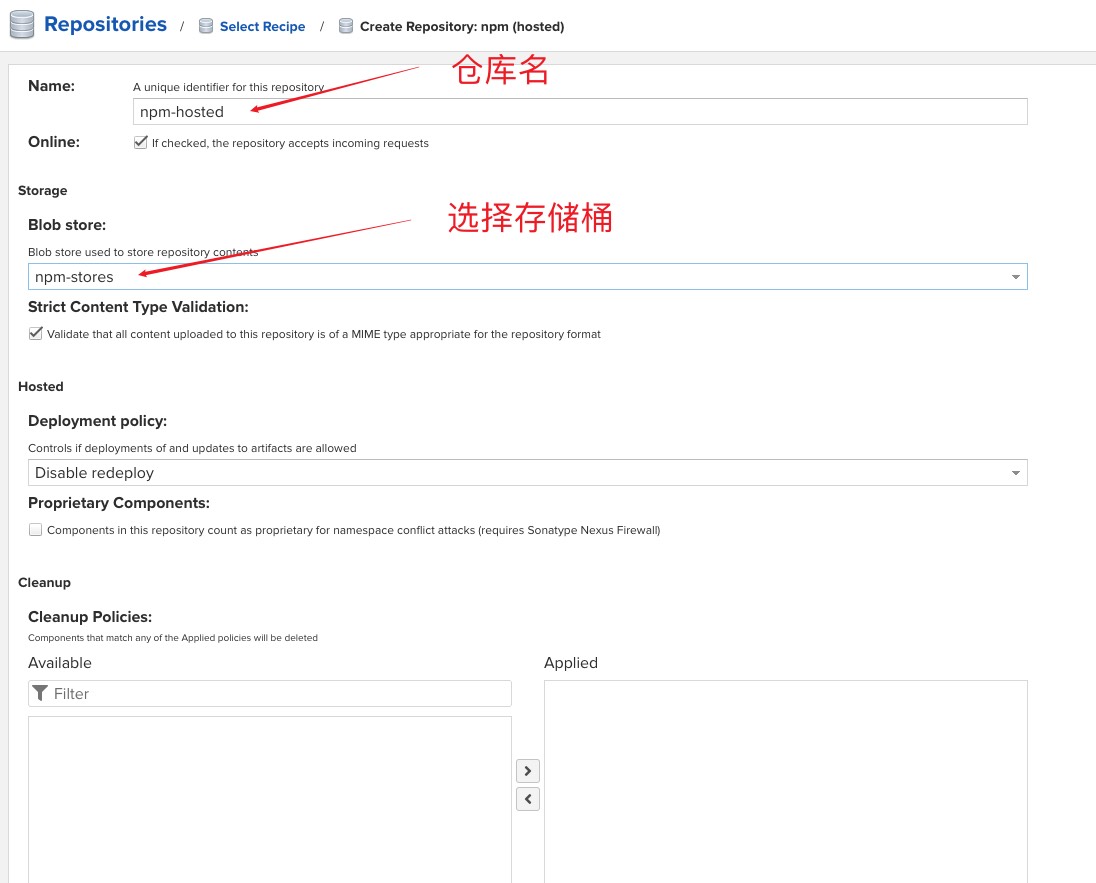 Repositories / Select Recipe / Create Repository: npm (hosted)
仓库名
Name: A unique identifier for this repository
npm-hosted
Online: If checked, the repository accepts incoming requests
Storage
选择存储桶
Blob store:
Blob store used to store repository contents
npm-stores
Strict Content Type Validation:
Validate that all content uploaded to this repository is of a MIME type appropriate for the repository format
Hosted
Deployment policy:
Controls if deployments of and updates to artifacts are allowed
Disable redeploy
Proprietary Components:
Components in this repository count as proprietary for namespace conflict attacks (requires Sonatype Nexus Firewall)
Cleanup
Cleanup Policies:
Components that match any of the Applied policies will be deleted
Available Applied
Filter